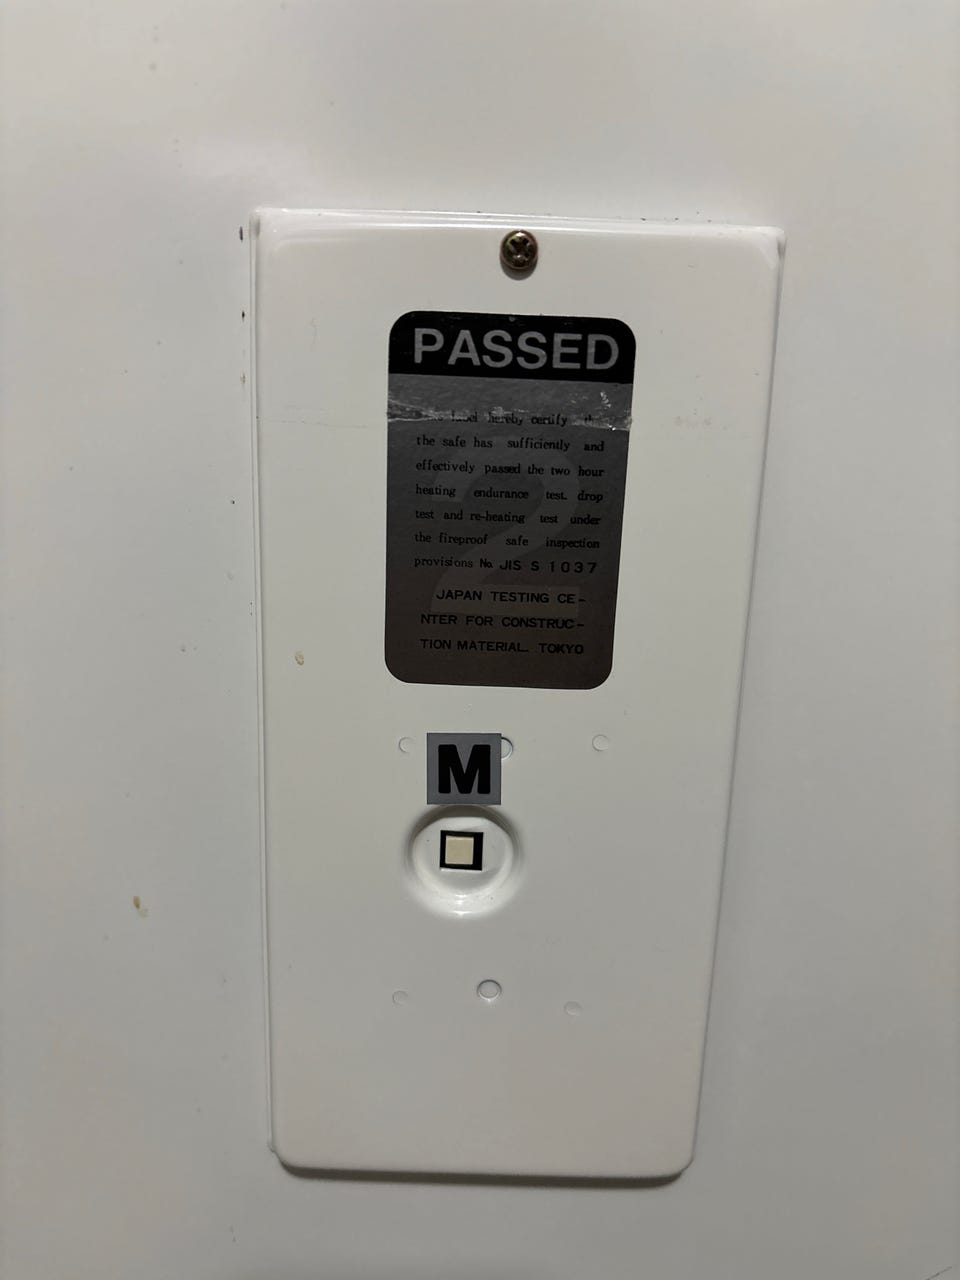 PASSED
label hereby certify
the safe has sufficiently and
effectively passed the two hour
heating endurance test. drop
test and re-heating test under
the fireproof safe inspection
provisions No. JIS S 1037
JAPAN TESTING CE-
NTER FOR CONSTRUC-
TION MATERIAL. TOKYO
2
M